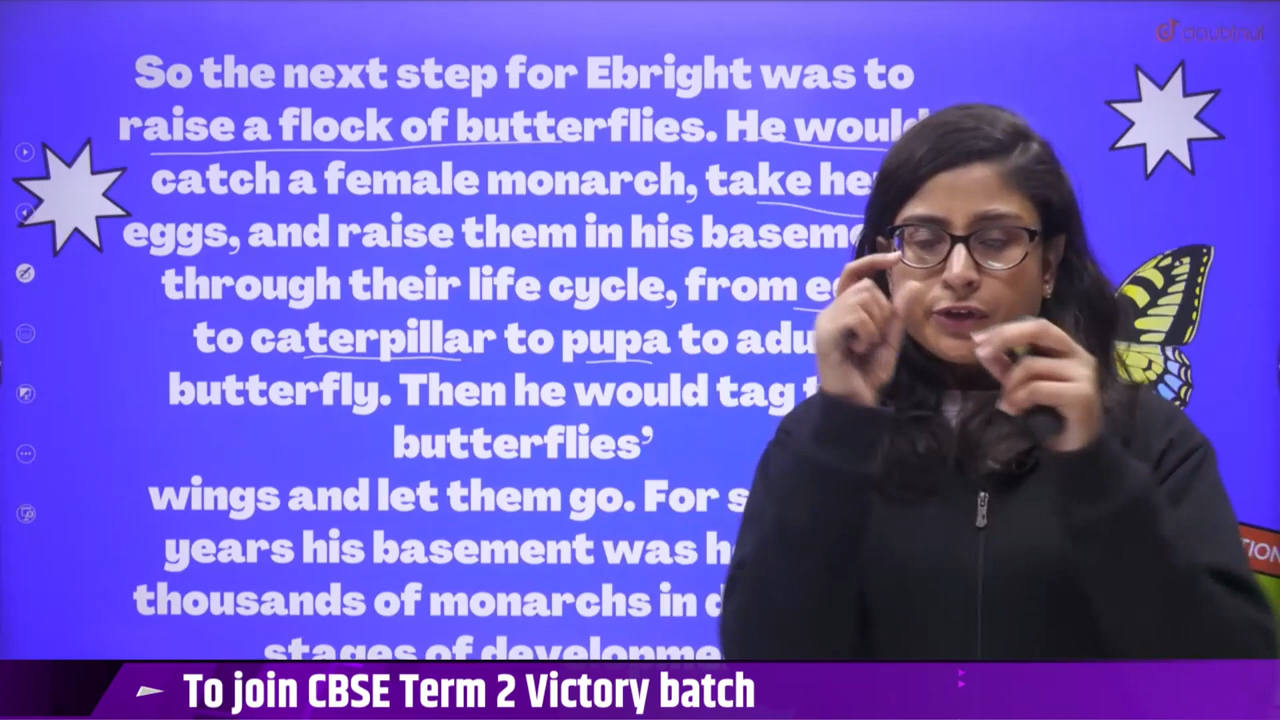 doubtnut
So the next step for Ebright was to
raise a flock of butterflies. He would
catch a female monarch, take her
eggs, and raise them in his
through their life cycle, from
to caterpillar to pupa to
butterfly. Then he would tag
butterflies’
wings and let them go. For
years his basement was
thousands of monarchs in
stages of
To join CBSE Term 2 Victory batch